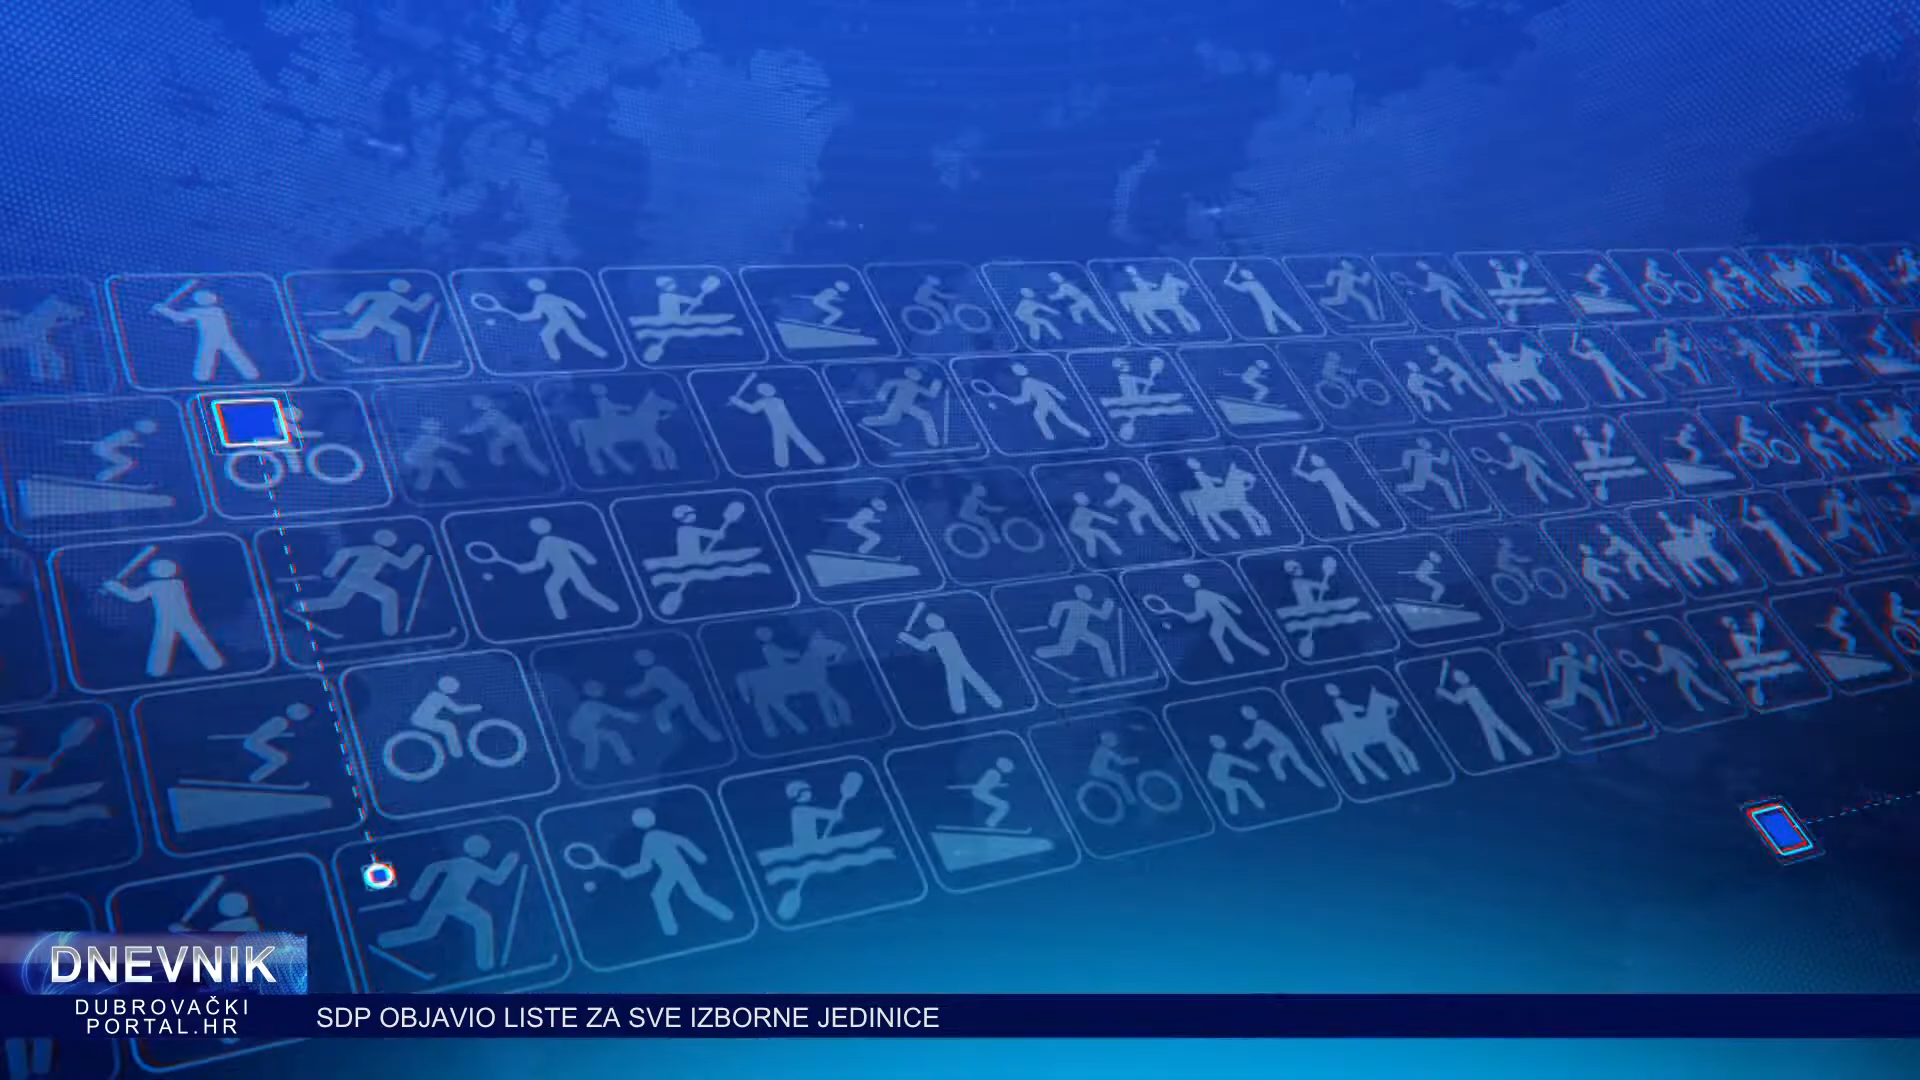 DNEVNIK
DUBROVAČKI
PORTAL.HR
SDP OBJAVIO LISTE ZA SVE IZBORNE JEDINICE